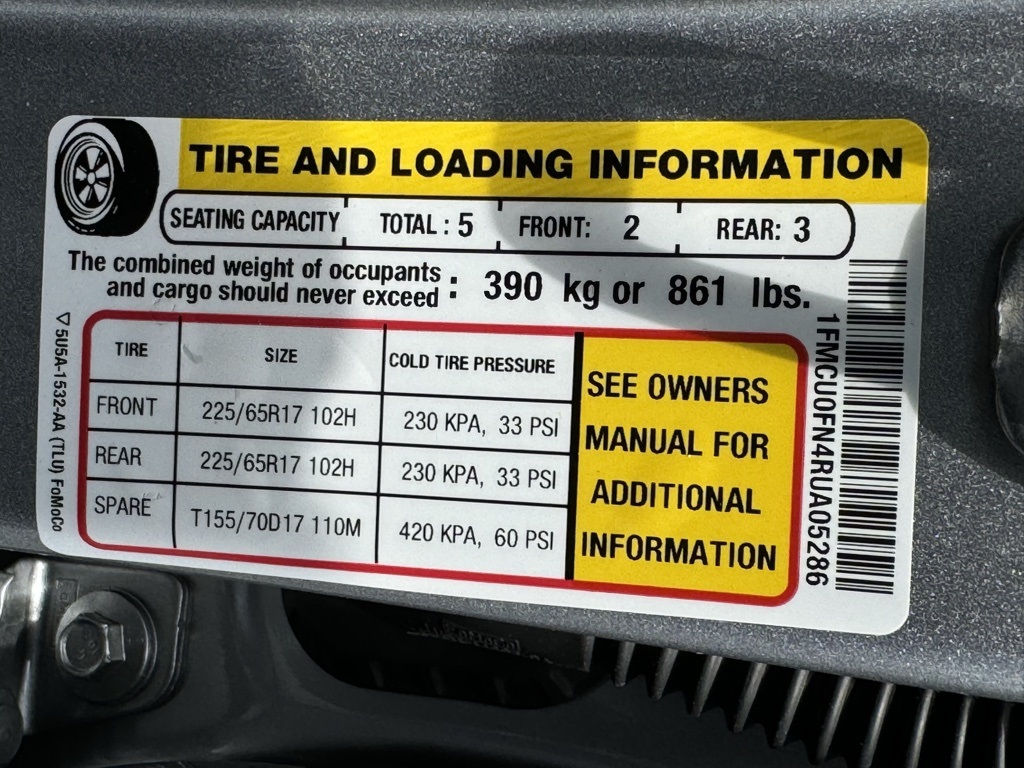 TIRE AND LOADING INFORMATION
SEATING CAPACITY TOTAL : 5 FRONT: 2 REAR: 3
The combined weight of occupants
and cargo should never exceed : 390 kg or 861 lbs.
TIRE SIZE COLD TIRE PRESSURE
FRONT 225/65R17 102H 230 KPA, 33 PSI
REAR 225/65R17 102H 230 KPA, 33 PSI
SPARE T155/70D17 110M 420 KPA, 60 PSI
SEE OWNERS
MANUAL FOR
ADDITIONAL
INFORMATION
5U5A-1532-AA (TLU) FoMoCo
1FMCU0FN4RUA05286